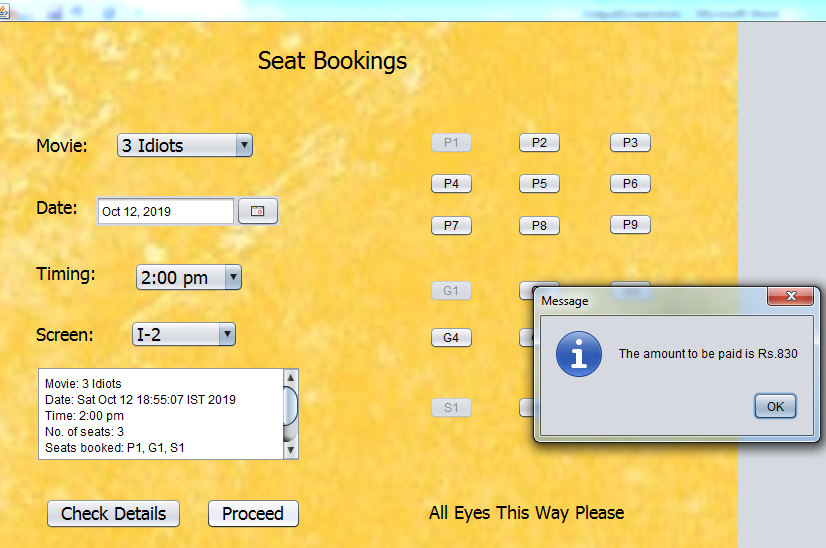 Seat Bookings
Movie: 3 Idiots
Date: Oct 12, 2019
Timing: 2:00 pm
Screen: I-2
Movie: 3 Idiots
Date: Sat Oct 12 18:55:07 IST 2019
Time: 2:00 pm
No. of seats: 3
Seats booked: P1, G1, S1
Check Details Proceed
P1 P2 P3
P4 P5 P6
P7 P8 P9
G1
G4
S1
All Eyes This Way Please
Message
The amount to be paid is Rs.830
OK